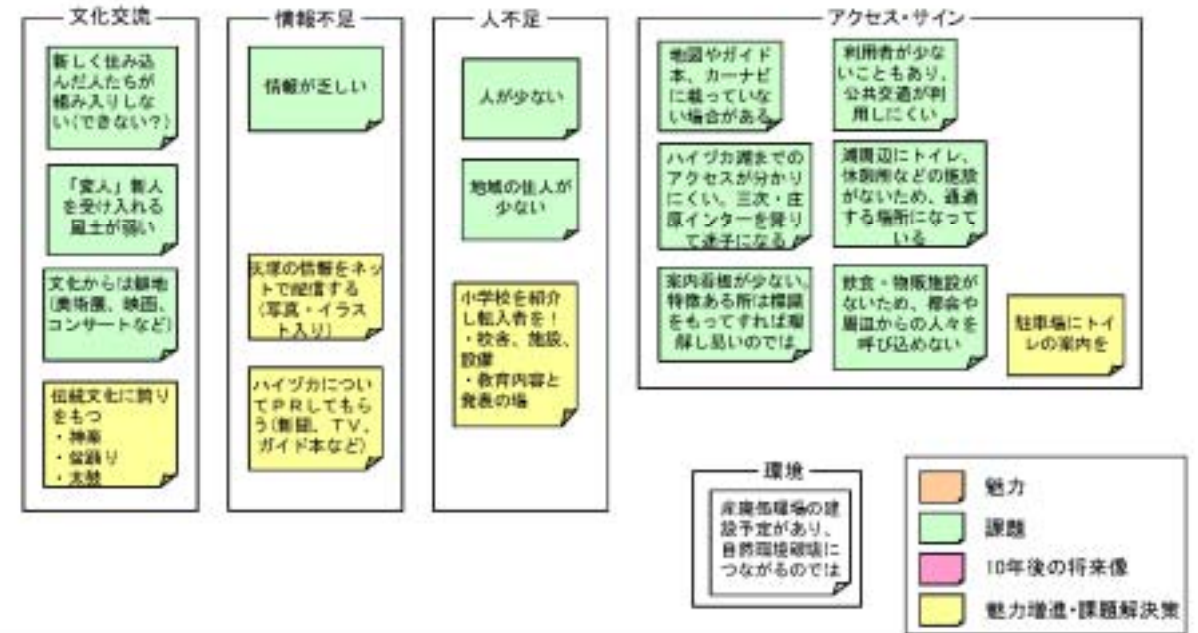 文化交流
新しく住み込
んだ人たちが
積み入りしな
い(できない?)
「変人」新人
を受け入れる
風土が弱い
文化からは僻地
(美術展、映画、
コンサートなど)
伝統文化に誇り
をもつ
・神楽
・盆踊り
・太鼓
情報不足
情報が乏しい
灰塚の情報をネッ
トで配信する
(写真・イラス
ト入り)
ハイヅカについ
てPRしてもら
う(新聞、TV、
ガイド本など)
人不足
人が少ない
地域の住人が
少ない
小学校を紹介
し転入者を!
・校舎、施設、
設備
・教育内容と
発表の場
アクセス・サイン
地図やガイド
本、カーナビ
に載っていな
い場合がある
利用者が少な
いこともあり、
公共交通が利
用しにくい
ハイヅカ湖までの
アクセスが分かり
にくい。三次・庄
原インターを降り
て迷子になる
湖周辺にトイレ、
休憩所などの施設
がないため、通過
する場所になって
いる
案内看板が少ない。
特徴ある所は標識
をもってすれば理
解し易いのでは
飲食・物販施設が
ないため、都会や
周辺からの人々を
呼び込めない
駐車場にトイ
レの案内を
環境
産廃処理場の建
設予定があり、
自然環境破壊に
つながるのでは
魅力
課題
10年後の将来像
魅力増進・課題解決策